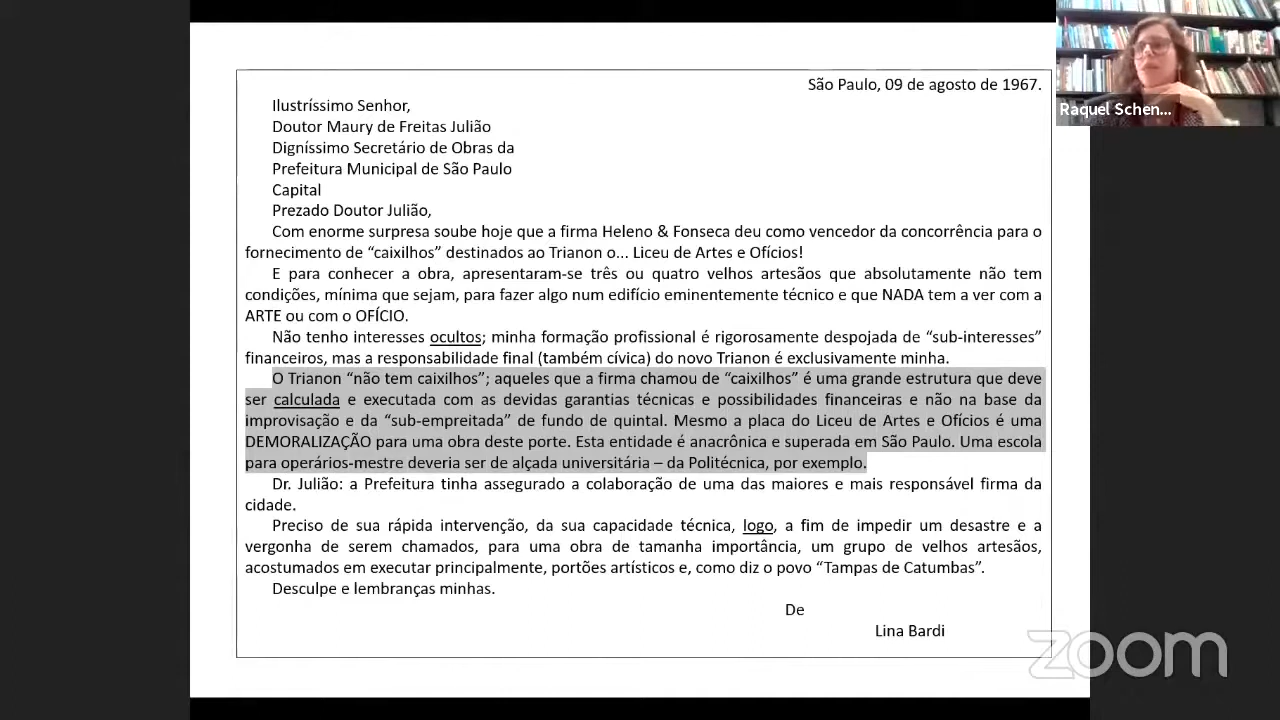 São Paulo, 09 de agosto de 1967.
Ilustríssimo Senhor,
Doutor Maury de Freitas Julião
Digníssimo Secretário de Obras da
Prefeitura Municipal de São Paulo
Capital
Prezado Doutor Julião,
Com enorme surpresa soube hoje que a firma Heleno & Fonseca deu como vencedor da concorrência para o
fornecimento de “caixilhos” destinados ao Trianon o... Liceu de Artes e Ofícios!
E para conhecer a obra, apresentaram-se três ou quatro velhos artesãos que absolutamente não tem
condições, mínima que sejam, para fazer algo num edifício eminentemente técnico e que NADA tem a ver com a
ARTE ou com o OFÍCIO.
Não tenho interesses ocultos; minha formação profissional é rigorosamente despojada de “sub-interesses”
financeiros, mas a responsabilidade final (também cívica) do novo Trianon é exclusivamente minha.
O Trianon “não tem caixilhos”; aqueles que a firma chamou de “caixilhos” é uma grande estrutura que deve
ser calculada e executada com as devidas garantias técnicas e possibilidades financeiras e não na base da
improvisação e da “sub-empreitada” de fundo de quintal. Mesmo a placa do Liceu de Artes e Ofícios é uma
DEMORALIZAÇÃO para uma obra deste porte. Esta entidade é anacrônica e superada em São Paulo. Uma escola
para operários-mestre deveria ser de alçada universitária – da Politécnica, por exemplo.
Dr. Julião: a Prefeitura tinha assegurado a colaboração de uma das maiores e mais responsável firma da
cidade.
Preciso de sua rápida intervenção, da sua capacidade técnica, logo, a fim de impedir um desastre e a
vergonha de serem chamados, para uma obra de tamanha importância, um grupo de velhos artesãos,
acostumados em executar principalmente, portões artísticos e, como diz o povo “Tampas de Catumbas”.
Desculpe e lembranças minhas.
De
Lina Bardi
Raquel Schen...
zoom